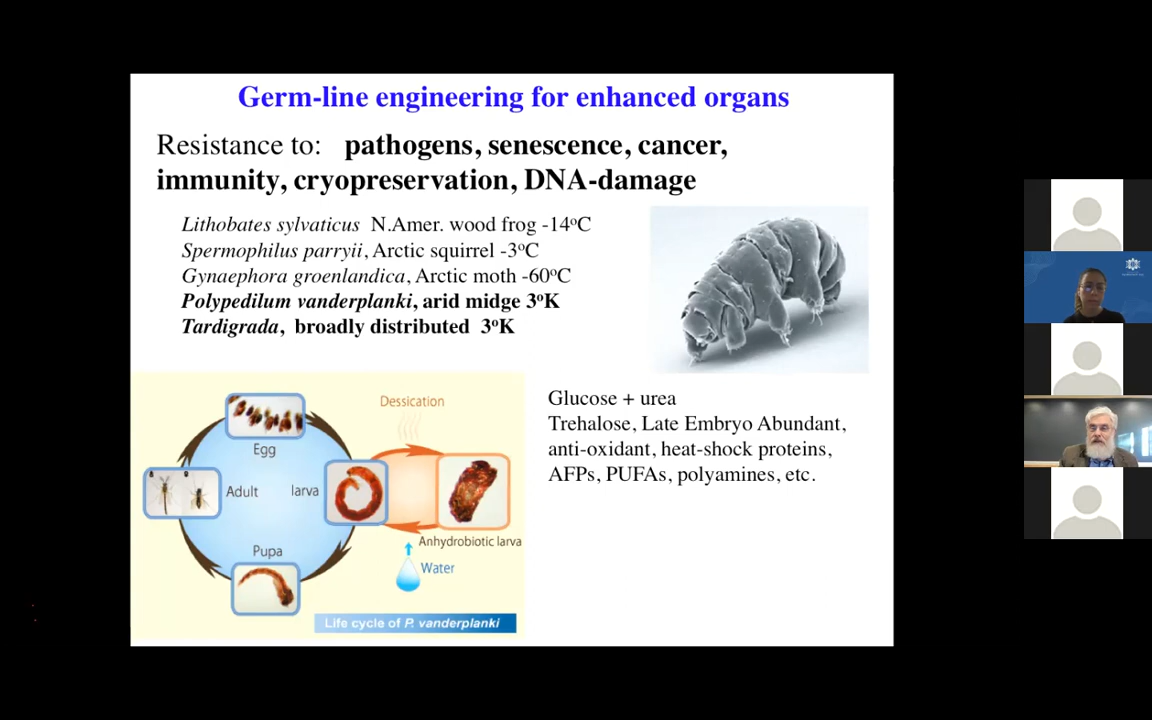 Germ-line engineering for enhanced organs
Resistance to: pathogens, senescence, cancer,
immunity, cryopreservation, DNA-damage
Lithobates sylvaticus N.Amer. wood frog -14ºC
Spermophilus parryii, Arctic squirrel -3ºC
Gynaephora groenlandica, Arctic moth -60ºC
Polypedilum vanderplanki, arid midge 3ºK
Tardigrada, broadly distributed 3ºK
Glucose + urea
Trehalose, Late Embryo Abundant,
anti-oxidant, heat-shock proteins,
AFPs, PUFAs, polyamines, etc.
Dessication
Egg
Adult
larva
Anhydrobiotic larva
Pupa
Water
Life cycle of P. vanderplanki